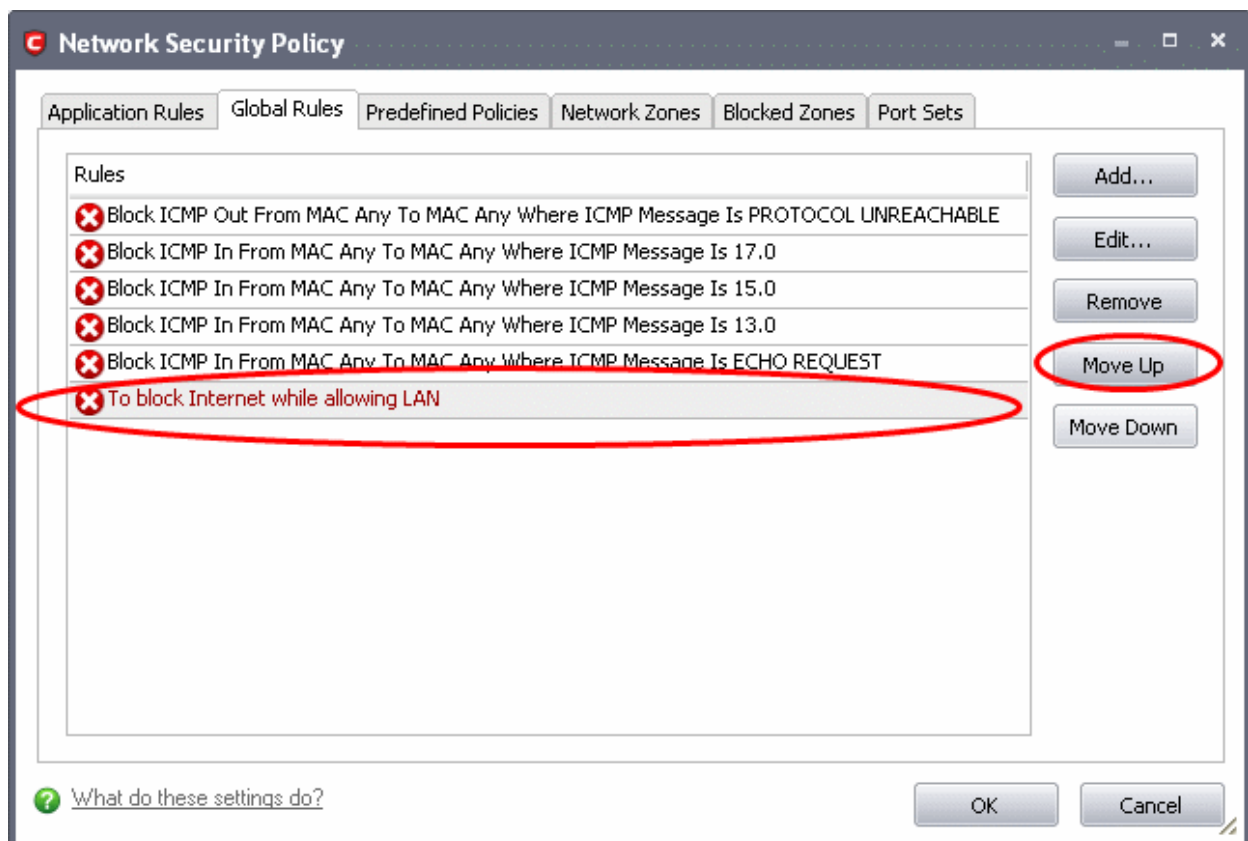 Network Security Policy
Application Rules Global Rules Predefined Policies Network Zones Blocked Zones Port Sets
Rules
Block ICMP Out From MAC Any To MAC Any Where ICMP Message Is PROTOCOL UNREACHABLE
Block ICMP In From MAC Any To MAC Any Where ICMP Message Is 17.0
Block ICMP In From MAC Any To MAC Any Where ICMP Message Is 15.0
Block ICMP In From MAC Any To MAC Any Where ICMP Message Is 13.0
Block ICMP In From MAC Any To MAC Any Where ICMP Message Is ECHO REQUEST
To block Internet while allowing LAN
Add...
Edit...
Remove
Move Up
Move Down
What do these settings do?
OK Cancel